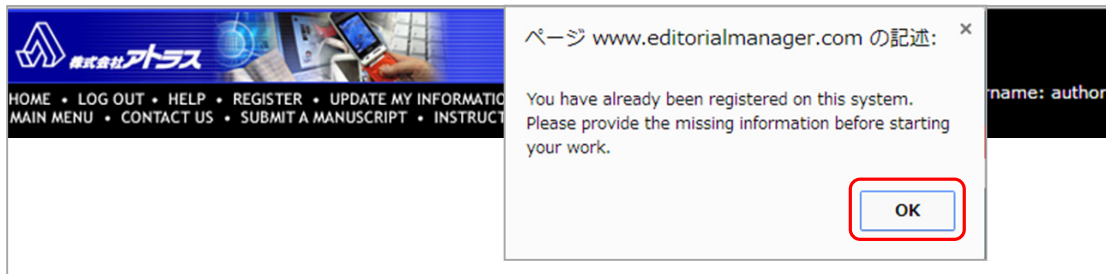 株式会社アトラス
HOME • LOG OUT • HELP • REGISTER • UPDATE MY INFORMATIO
MAIN MENU • CONTACT US • SUBMIT A MANUSCRIPT • INSTRUCT
ページ www.editorialmanager.com の記述:
×
You have already been registered on this system.
Please provide the missing information before starting
your work.
OK
rname: author